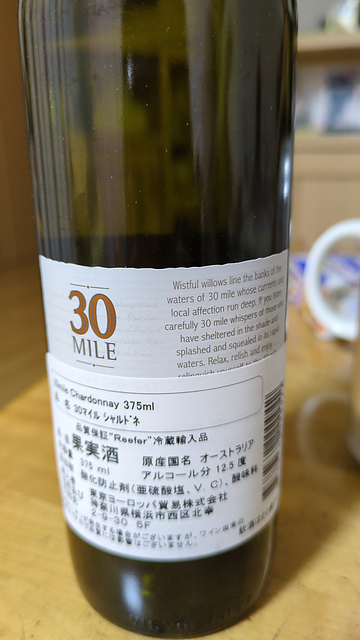 30
MILE
Wistful willows line the banks of the
waters of 30 mile whose currents and
local affection run deep. If you listen
carefully 30 mile whispers of those who
have sheltered in the shade and
splashed and squealed in its
waters. Relax, relish and enjoy
relinquish yourself
Chardonnay 375ml
名 30マイル シャルドネ
品質保証"Reefer"冷蔵輸入品
果実酒
原産国名 オーストラリア
375 ml
アルコール分 12.5 度
酸化防止剤(亜硫酸塩、V. C)、酸味料
東京ヨーロッパ貿易株式会社
神奈川県横浜市西区北幸
2-9-30 5F